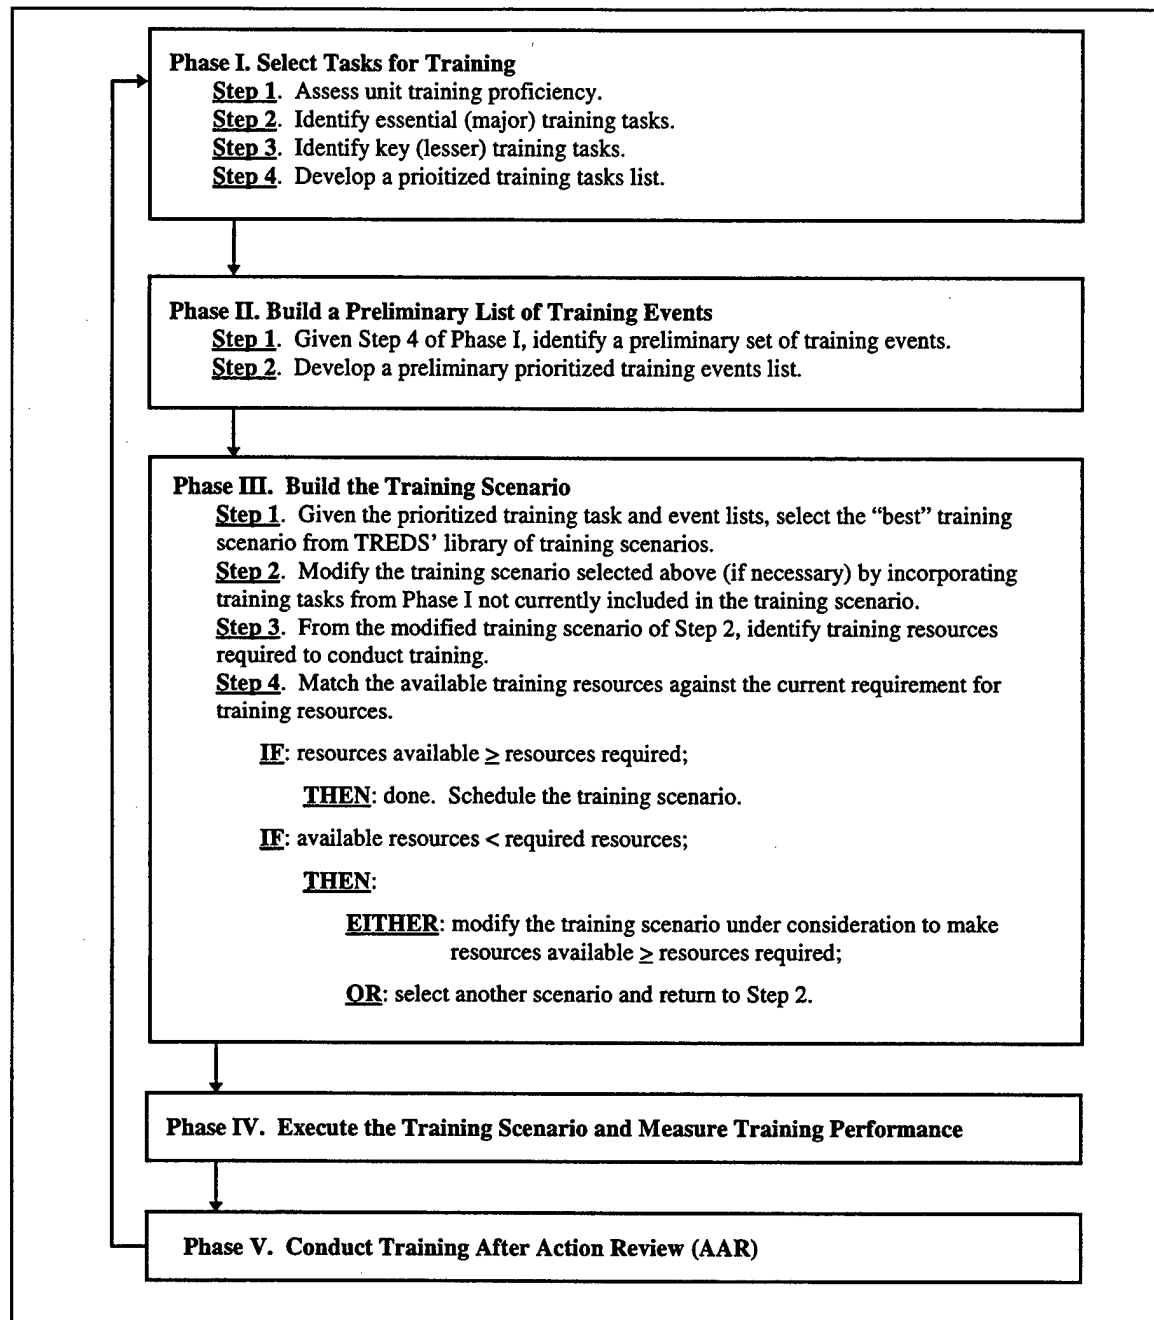 Phase I. Select Tasks for Training
Step 1. Assess unit training proficiency.
Step 2. Identify essential (major) training tasks.
Step 3. Identify key (lesser) training tasks.
Step 4. Develop a prioitized training tasks list.
Phase II. Build a Preliminary List of Training Events
Step 1. Given Step 4 of Phase I, identify a preliminary set of training events.
Step 2. Develop a preliminary prioritized training events list.
Phase III. Build the Training Scenario
Step 1. Given the prioritized training task and event lists, select the “best” training
scenario from TREDS’ library of training scenarios.
Step 2. Modify the training scenario selected above (if necessary) by incorporating
training tasks from Phase I not currently included in the training scenario.
Step 3. From the modified training scenario of Step 2, identify training resources
required to conduct training.
Step 4. Match the available training resources against the current requirement for
training resources.
IF: resources available ≥ resources required;
THEN: done. Schedule the training scenario.
IF: available resources < required resources;
THEN:
EITHER: modify the training scenario under consideration to make
resources available ≥ resources required;
OR: select another scenario and return to Step 2.
Phase IV. Execute the Training Scenario and Measure Training Performance
Phase V. Conduct Training After Action Review (AAR)